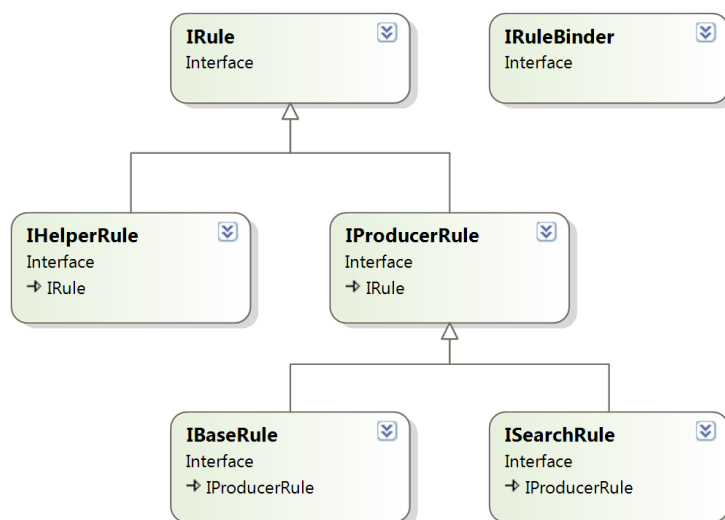 IRule
Interface
IRuleBinder
Interface
IHelperRule
Interface
IRule
IProducerRule
Interface
IRule
IBaseRule
Interface
IProducerRule
ISearchRule
Interface
IProducerRule